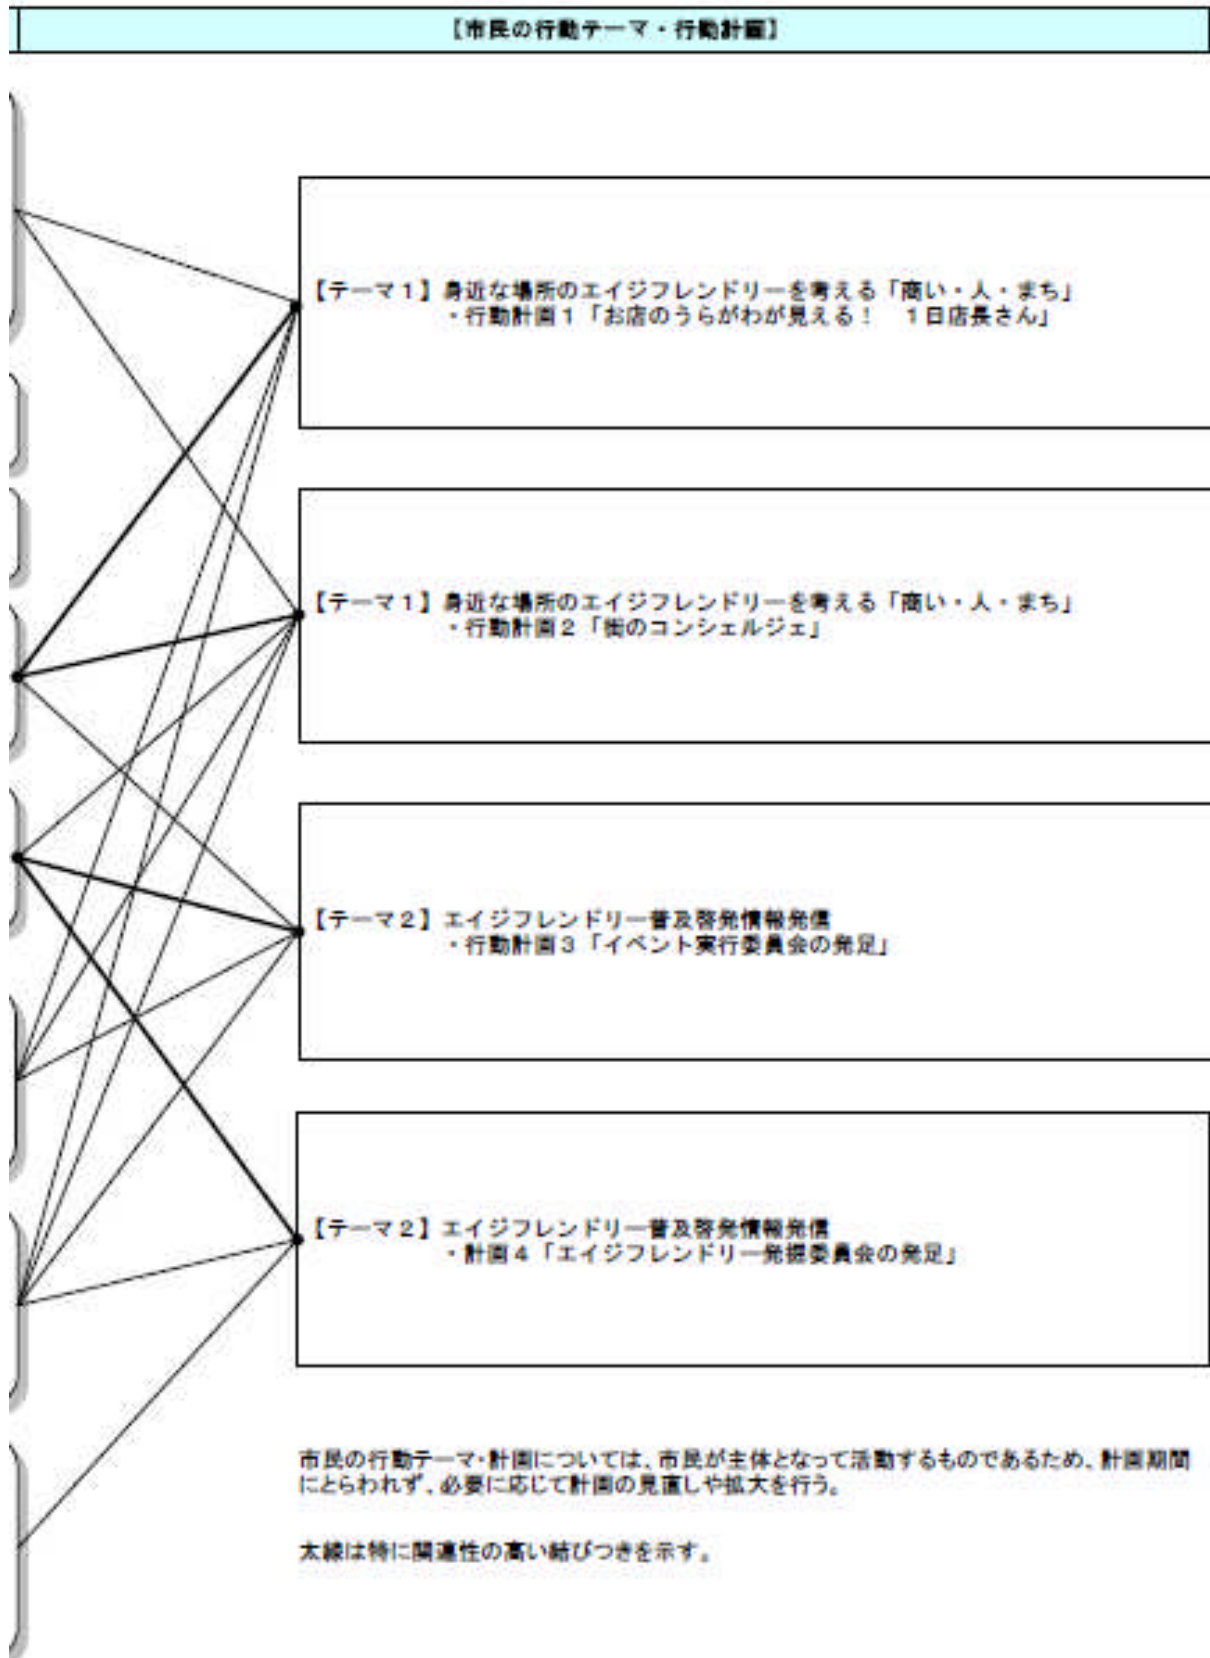 【市民の行動テーマ・行動計画】
【テーマ１】身近な場所のエイジフレンドリーを考える「商い・人・まち」
・行動計画１「お店のうらがわが見える！　１日店長さん」
【テーマ１】身近な場所のエイジフレンドリーを考える「商い・人・まち」
・行動計画２「街のコンシェルジェ」
【テーマ２】エイジフレンドリー普及啓発情報発信
・行動計画３「イベント実行委員会の発足」
【テーマ２】エイジフレンドリー普及啓発情報発信
・計画４「エイジフレンドリー発掘委員会の発足」
市民の行動テーマ・計画については、市民が主体となって活動するものであるため、計画期間
にとらわれず、必要に応じて計画の見直しや拡大を行う。
太線は特に関連性の高い結びつきを示す。